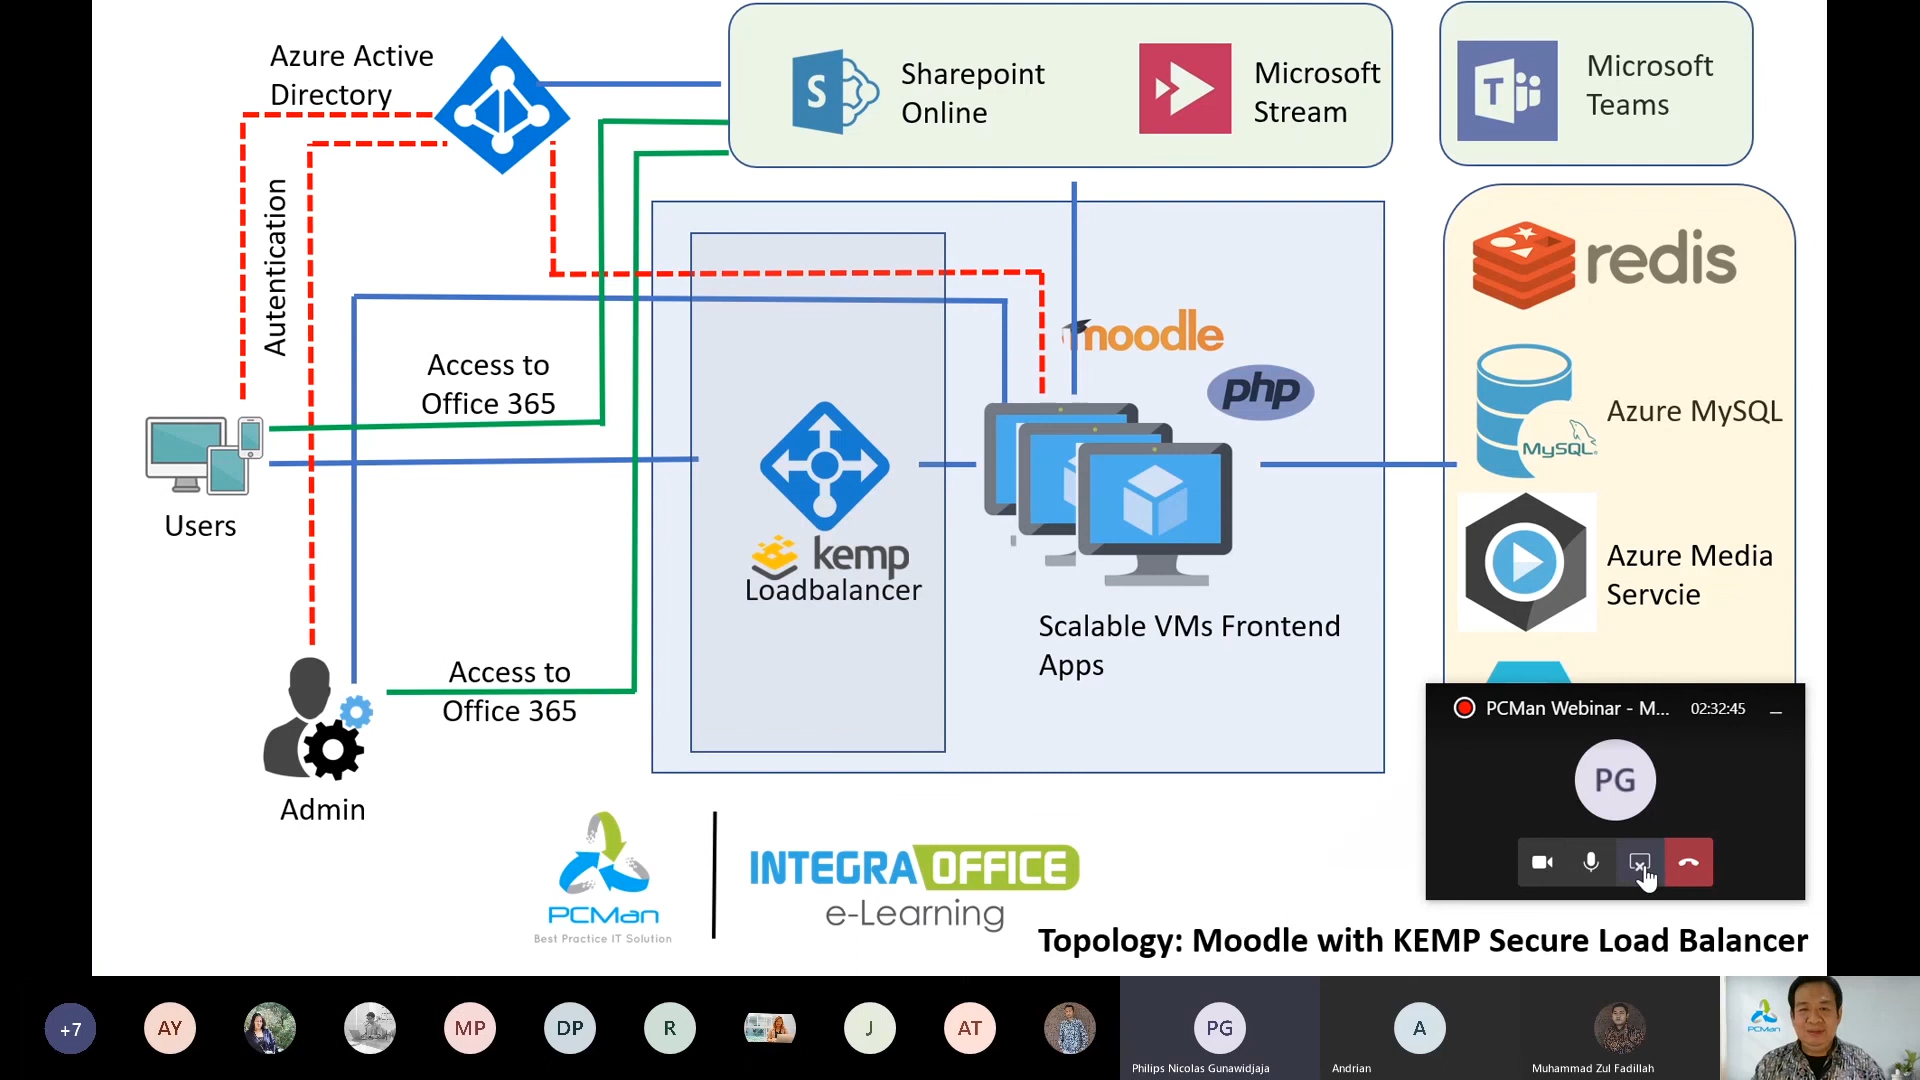 Azure Active
Directory
Sharepoint
Online
Microsoft
Stream
Microsoft
Teams
Autentication
redis
moodle
php
Access to
Office 365
Azure MySQL
MySQL
Users
kemp
Loadbalancer
Azure Media
Servcie
Scalable VMs Frontend
Apps
Access to
Office 365
Admin
PCMan Webinar - M...
02:32:45
PG
PCMan
Best Practice IT Solution
INTEGRA OFFICE
e-Learning
Topology: Moodle with KEMP Secure Load Balancer
+7
AY
MP
DP
R
J
AT
PG
A
Philips Nicolas Gunawidjaja
Andrian
Muhammad Zul Fadillah
PCMan